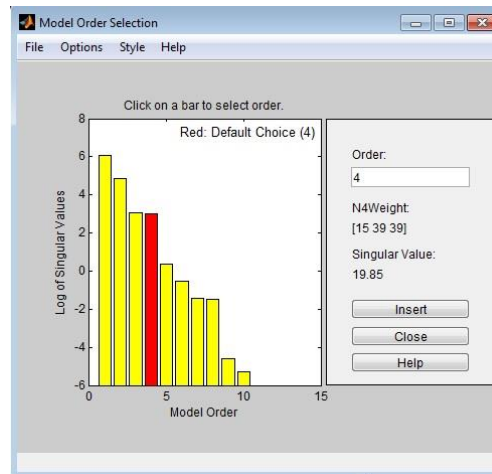 Model Order Selection
File Options Style Help
Click on a bar to select order.
Red: Default Choice (4)
Log of Singular Values
8
6
4
2
0
-2
-4
-6
0 5 10 15
Model Order
Order:
4
N4Weight:
[15 39 39]
Singular Value:
19.85
Insert
Close
Help